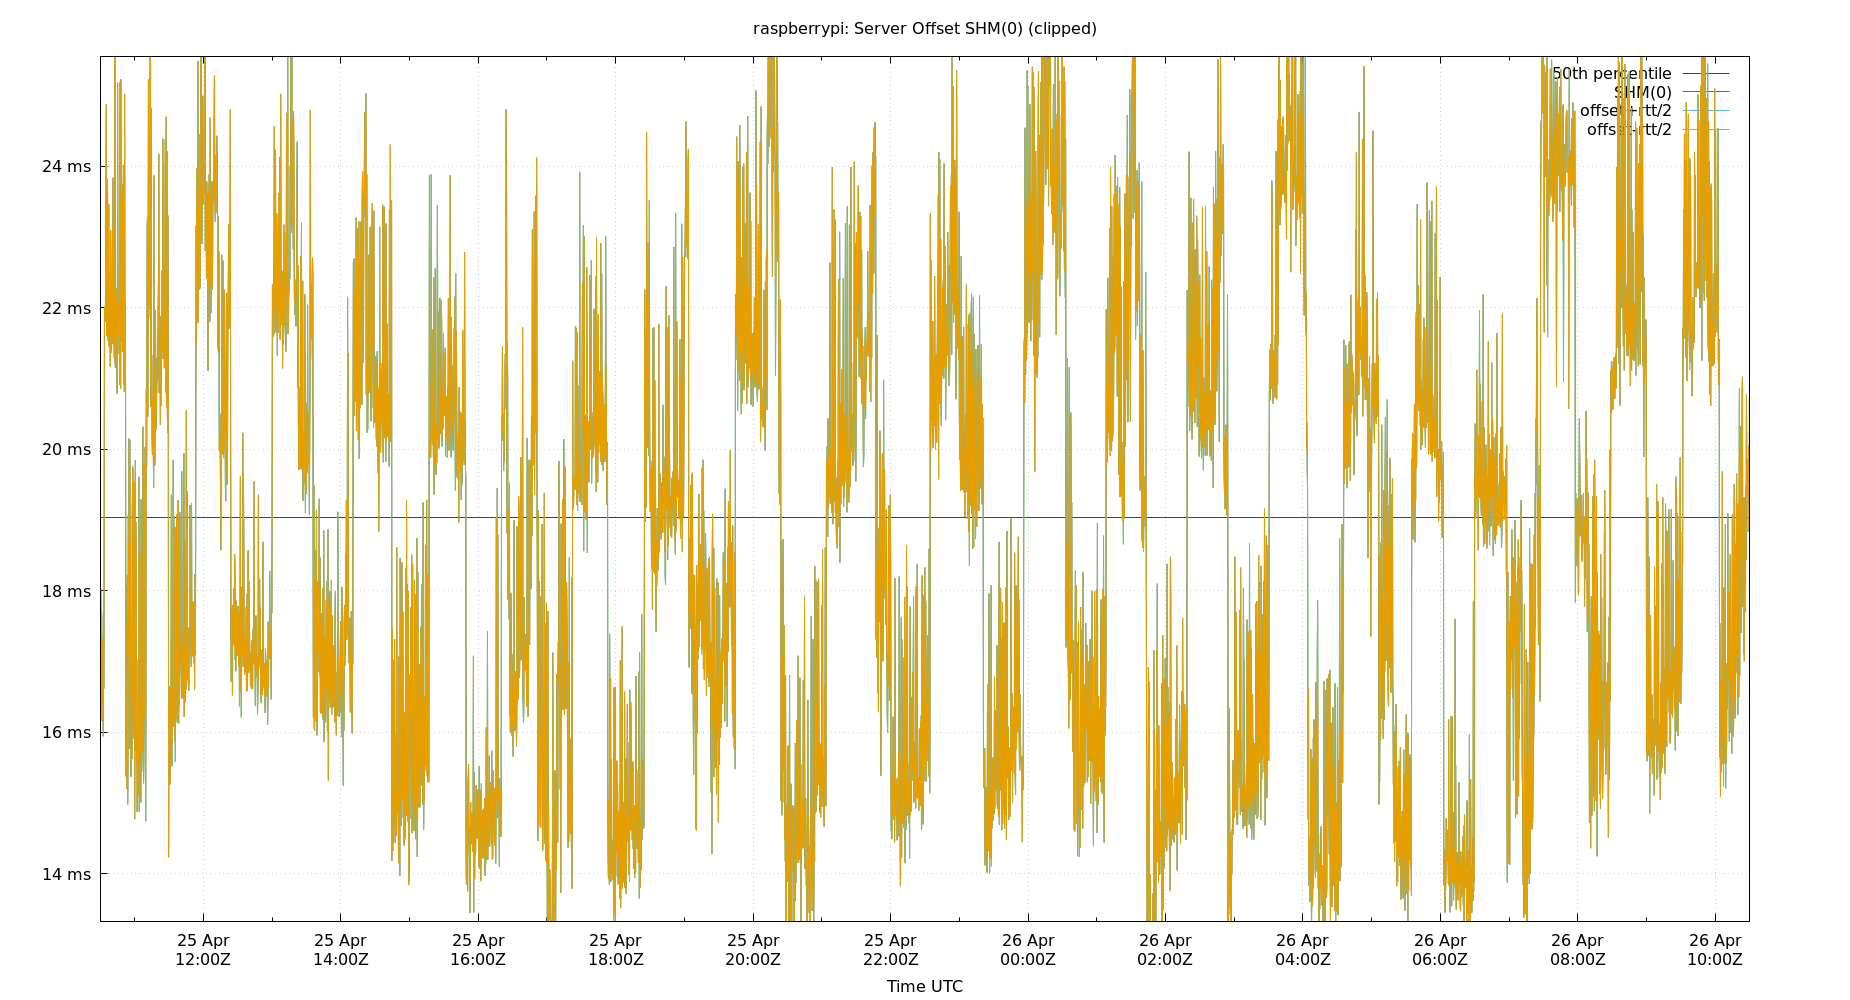 raspberrypi: Server Offset SHM(0) (clipped)
50th percentile
SHM(0)
offset+rtt/2
offset-rtt/2
24 ms
22 ms
20 ms
18 ms
16 ms
14 ms
25 Apr 25 Apr 25 Apr 25 Apr 25 Apr 25 Apr 26 Apr 26 Apr 26 Apr 26 Apr 26 Apr 26 Apr
12:00Z 14:00Z 16:00Z 18:00Z 20:00Z 22:00Z 00:00Z 02:00Z 04:00Z 06:00Z 08:00Z 10:00Z
Time UTC